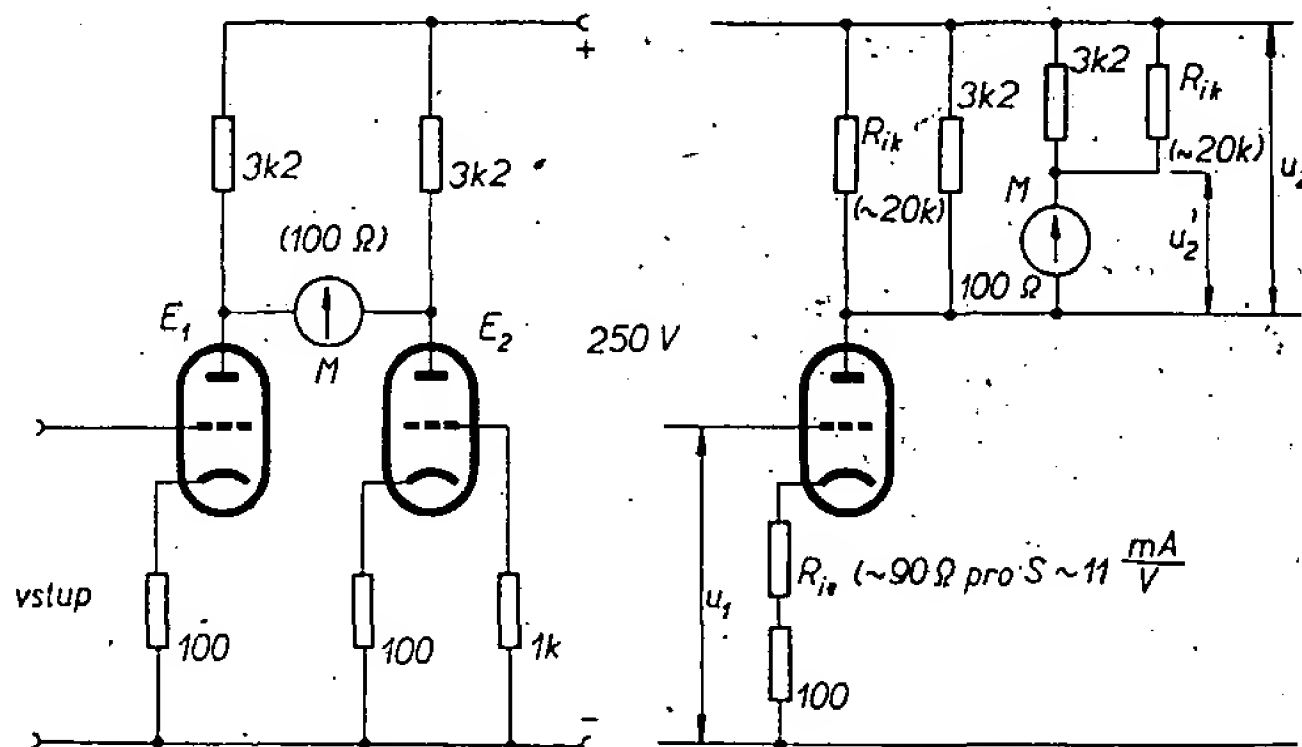 +
3k2
3k2
(100 Ω)
E1
E2
M
vstup
100
100
1k
−
250 V
Rik
(~20k)
3k2
3k2
Rik
(~20k)
M
100 Ω
u2'
u2
u1
Rie (~90 Ω pro S ~ 11 mA/V
100